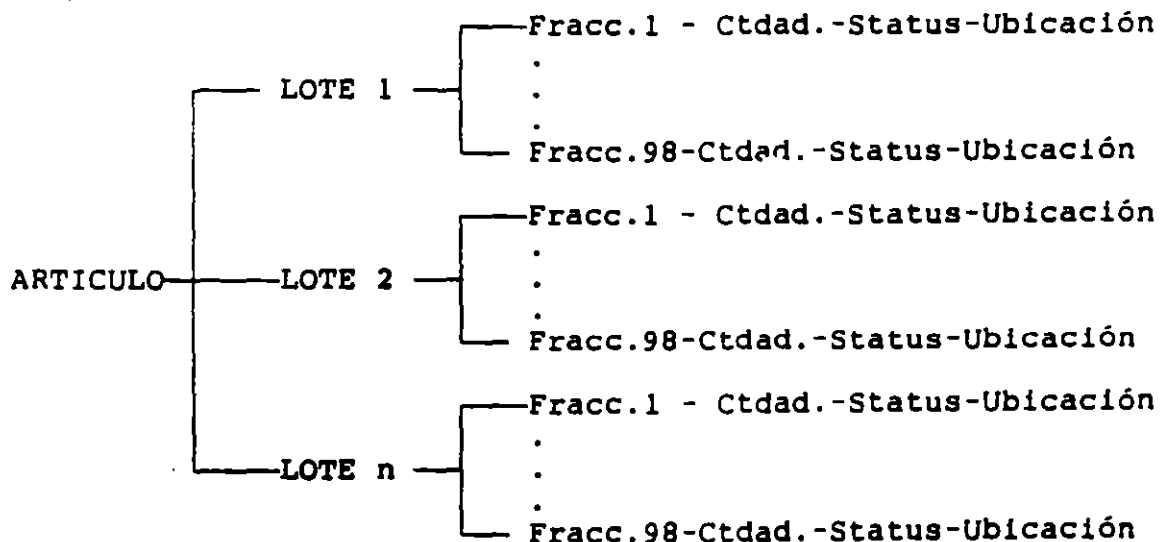 Fracc.1 - Ctdad.-Status-Ubicación
.
LOTE 1 .
.
Fracc.98-Ctdad.-Status-Ubicación
Fracc.1 - Ctdad.-Status-Ubicación
.
ARTICULO LOTE 2 .
.
Fracc.98-Ctdad.-Status-Ubicación
Fracc.1 - Ctdad.-Status-Ubicación
.
LOTE n .
.
Fracc.98-Ctdad.-Status-Ubicación